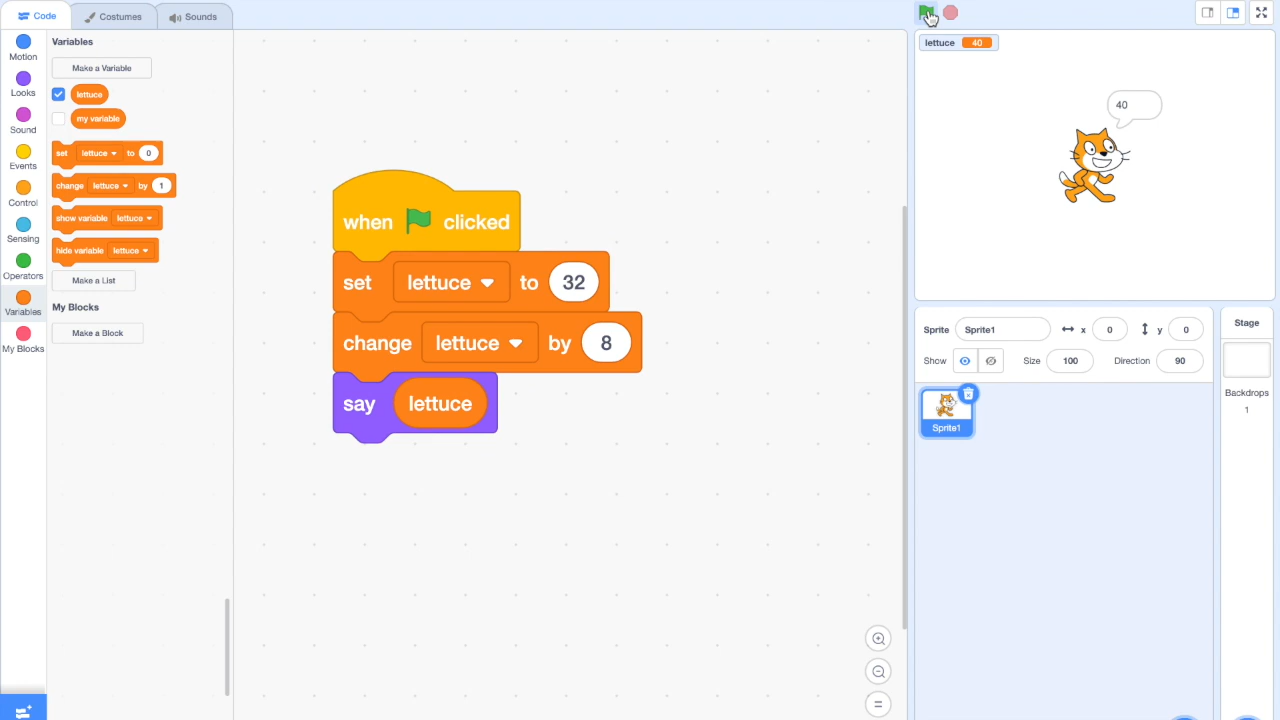 Code
Costumes
Sounds
Motion
Looks
Sound
Events
Control
Sensing
Operators
Variables
My Blocks
Variables
Make a Variable
lettuce
my variable
set lettuce to 0
change lettuce by 1
show variable lettuce
hide variable lettuce
Make a List
My Blocks
Make a Block
when clicked
set lettuce to 32
change lettuce by 8
say lettuce
lettuce 40
40
Sprite Sprite1 x 0 y 0
Show Size 100 Direction 90
Sprite1
Stage
Backdrops
1